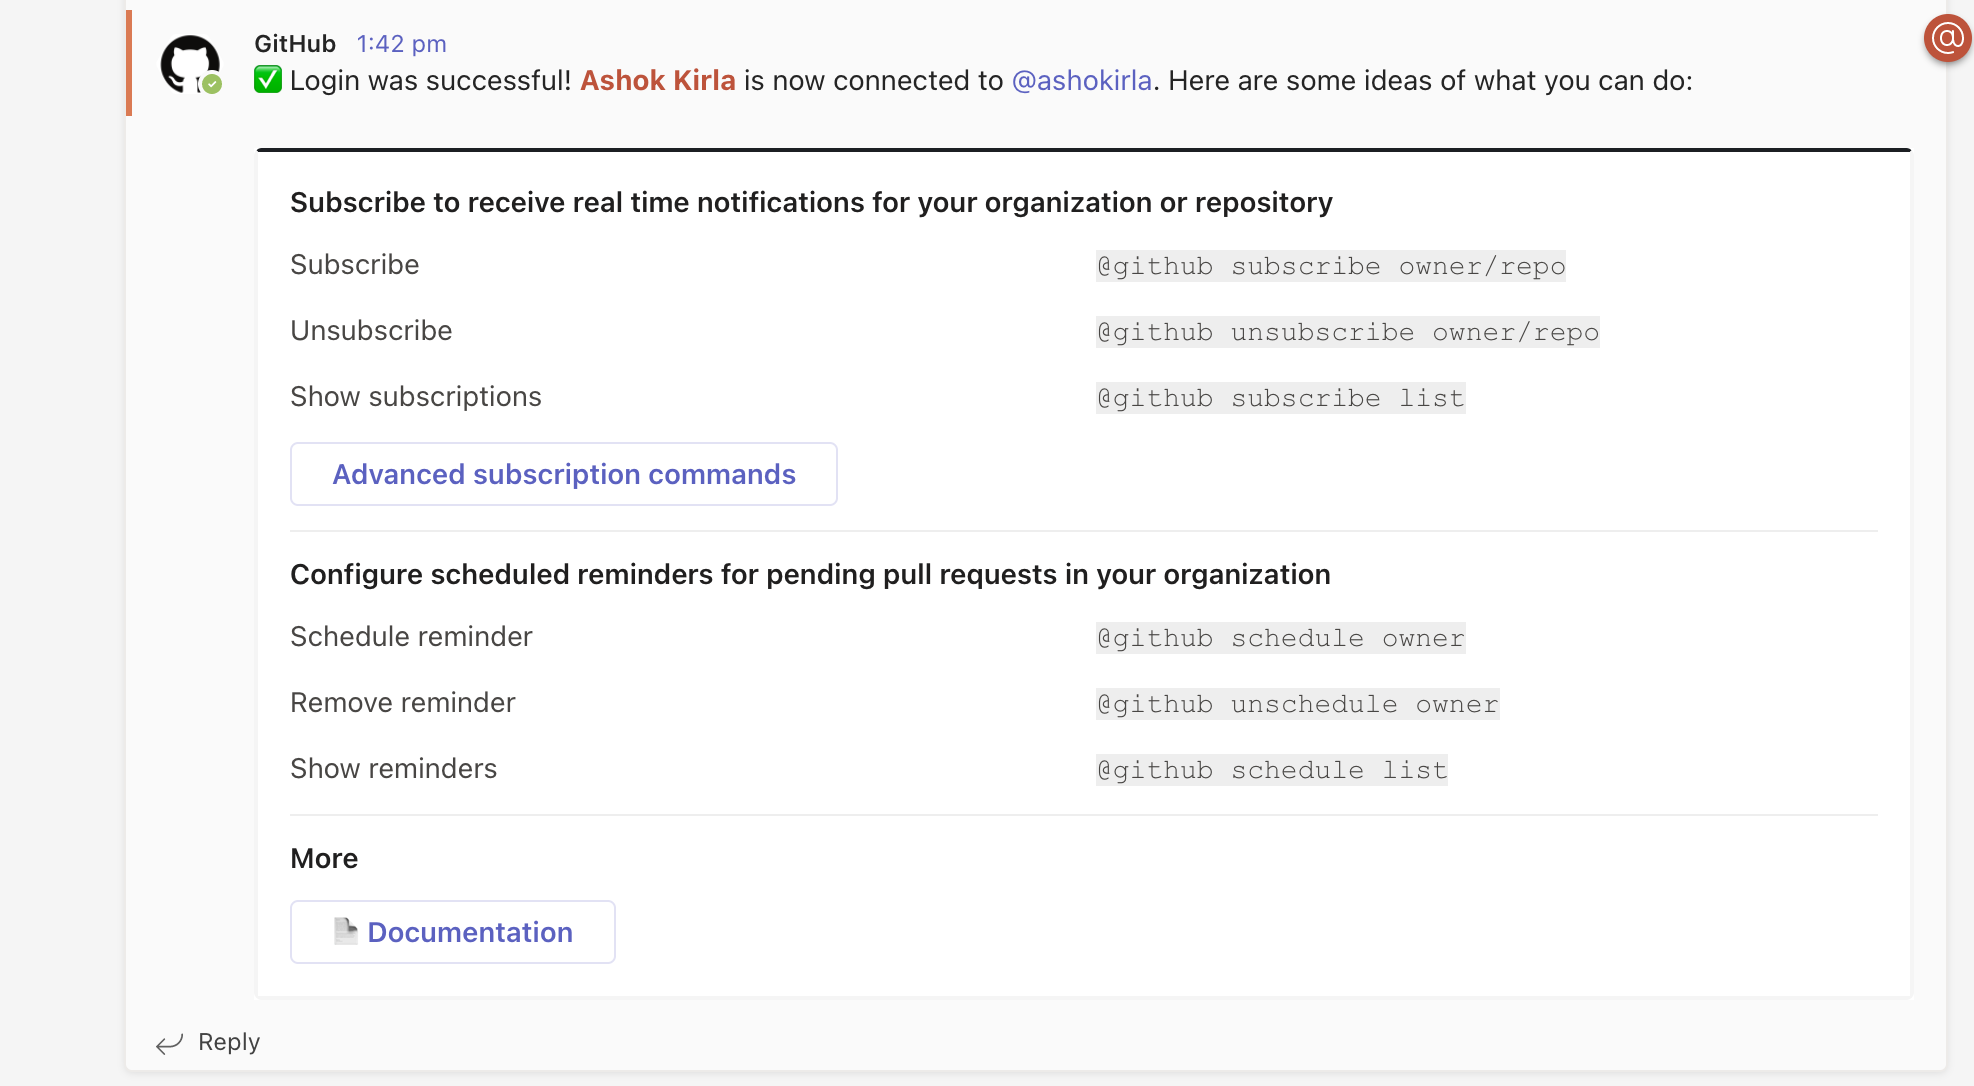 GitHub 1:42 pm
✅ Login was successful! Ashok Kirla is now connected to @ashokirla. Here are some ideas of what you can do:
@
Subscribe to receive real time notifications for your organization or repository
Subscribe @github subscribe owner/repo
Unsubscribe @github unsubscribe owner/repo
Show subscriptions @github subscribe list
Advanced subscription commands
Configure scheduled reminders for pending pull requests in your organization
Schedule reminder @github schedule owner
Remove reminder @github unschedule owner
Show reminders @github schedule list
More
Documentation
Reply